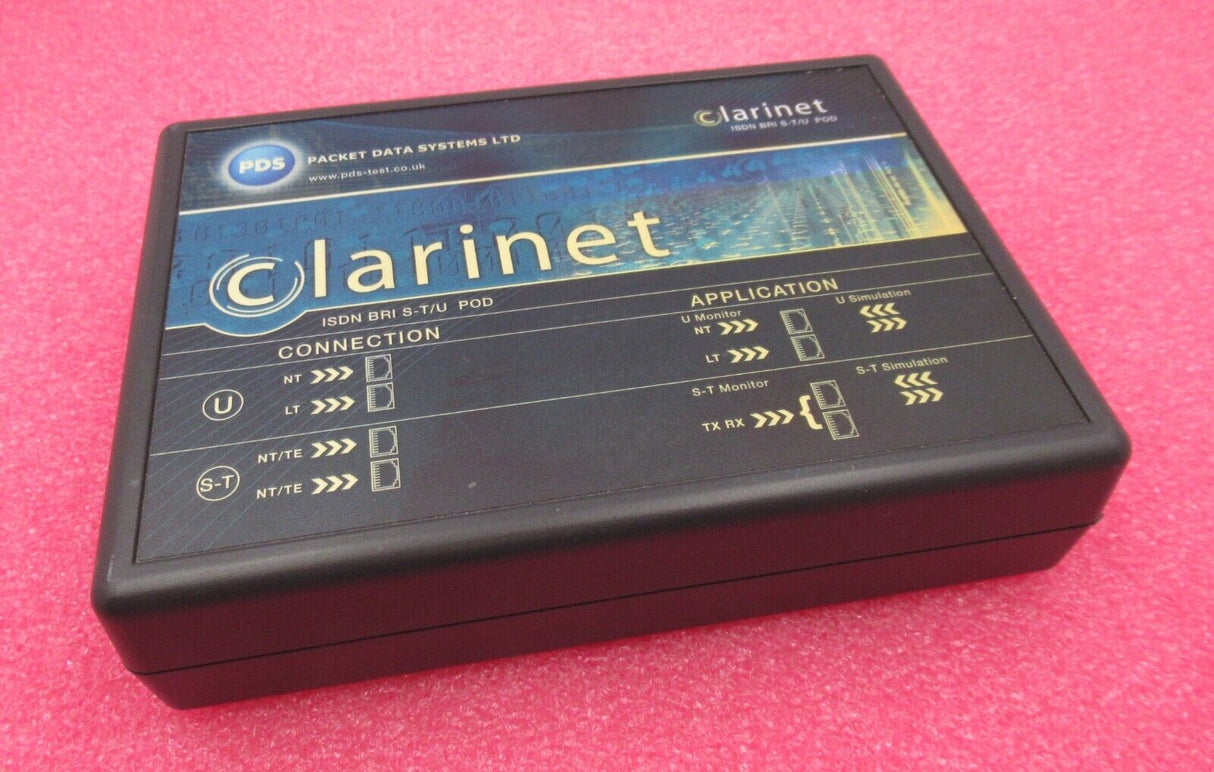 PDS
PACKET DATA SYSTEMS LTD
www.pds-test.co.uk
clarinet
ISDN BRI S-T/U POD
clarinet
ISDN BRI S-T/U POD
CONNECTION
U
NT
LT
S-T
NT/TE
NT/TE
APPLICATION
U Monitor
NT
LT
U Simulation
S-T Monitor
TX RX
S-T Simulation